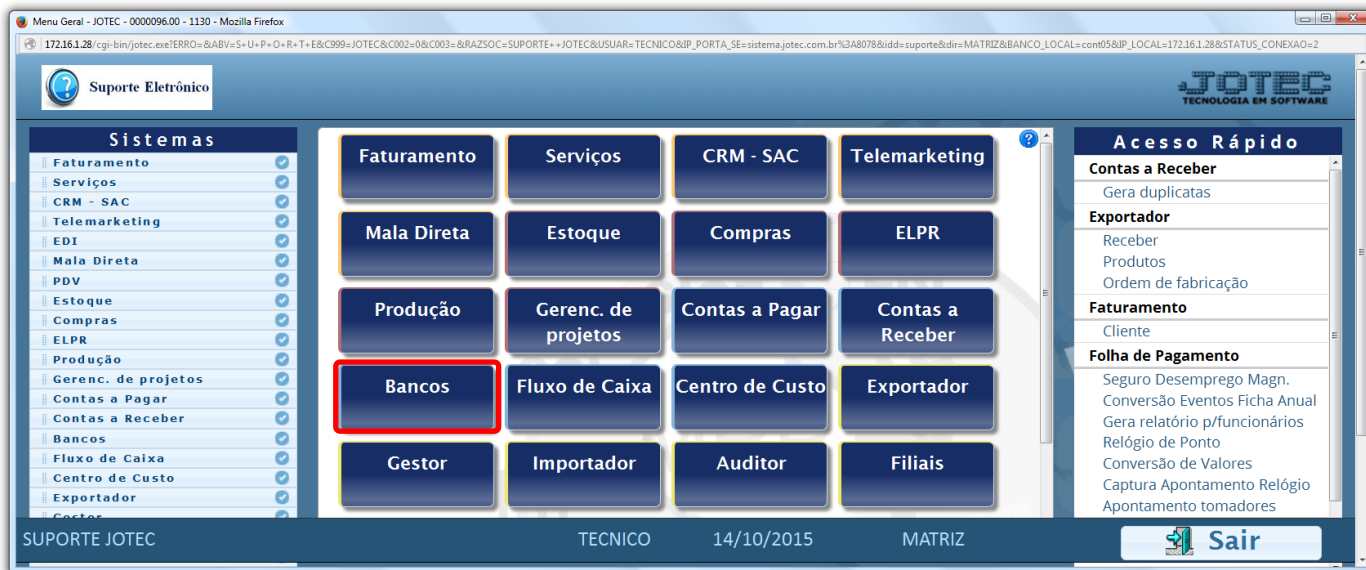 Menu Geral - JOTEC - 0000096.00 - 1130 - Mozilla Firefox
172.16.1.28/cgi-bin/jotec.exe?ERRO=&ABV=S+U+P+O+R+T+E&C999=JOTEC&C002=0&C003=&RAZSOC=SUPORTE++JOTEC&USUAR=TECNICO&IP_PORTA_SE=sistema.jotec.com.br%3A8078&idd=suporte&dir=MATRIZ&BANCO_LOCAL=cont05&IP_LOCAL=172.16.1.28&STATUS_CONEXAO=2
Suporte Eletrônico
JOTEC
TECNOLOGIA EM SOFTWARE
Sistemas
Faturamento
Serviços
CRM - SAC
Telemarketing
EDI
Mala Direta
PDV
Estoque
Compras
ELPR
Produção
Gerenc. de projetos
Contas a Pagar
Contas a Receber
Bancos
Fluxo de Caixa
Centro de Custo
Exportador
Gestor
Faturamento
Serviços
CRM - SAC
Telemarketing
Mala Direta
Estoque
Compras
ELPR
Produção
Gerenc. de
projetos
Contas a Pagar
Contas a
Receber
Bancos
Fluxo de Caixa
Centro de Custo
Exportador
Gestor
Importador
Auditor
Filiais
Acesso Rápido
Contas a Receber
Gera duplicatas
Exportador
Receber
Produtos
Ordem de fabricação
Faturamento
Cliente
Folha de Pagamento
Seguro Desemprego Magn.
Conversão Eventos Ficha Anual
Gera relatório p/funcionários
Relógio de Ponto
Conversão de Valores
Captura Apontamento Relógio
Apontamento tomadores
SUPORTE JOTEC
TECNICO
14/10/2015
MATRIZ
Sair